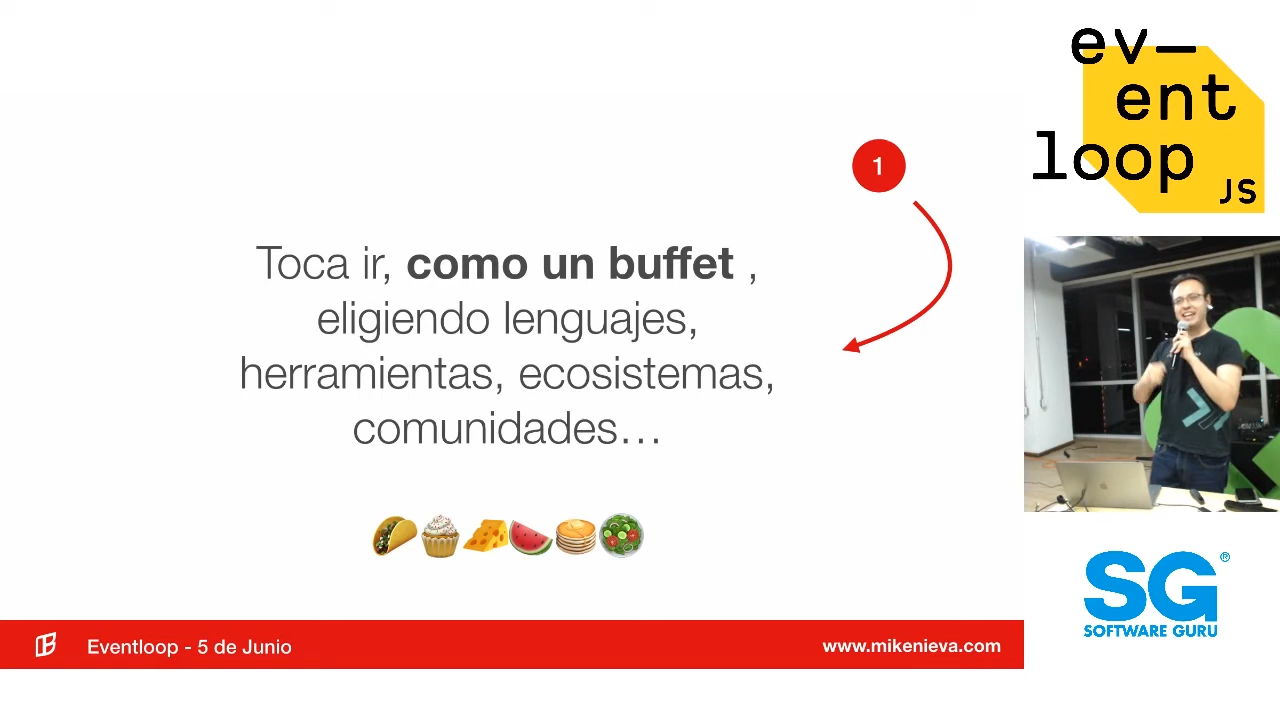 1
Toca ir, como un buffet ,
eligiendo lenguajes,
herramientas, ecosistemas,
comunidades…
Eventloop - 5 de Junio
www.mikenieva.com
ev—
ent
loop
JS
SG®
SOFTWARE GURU